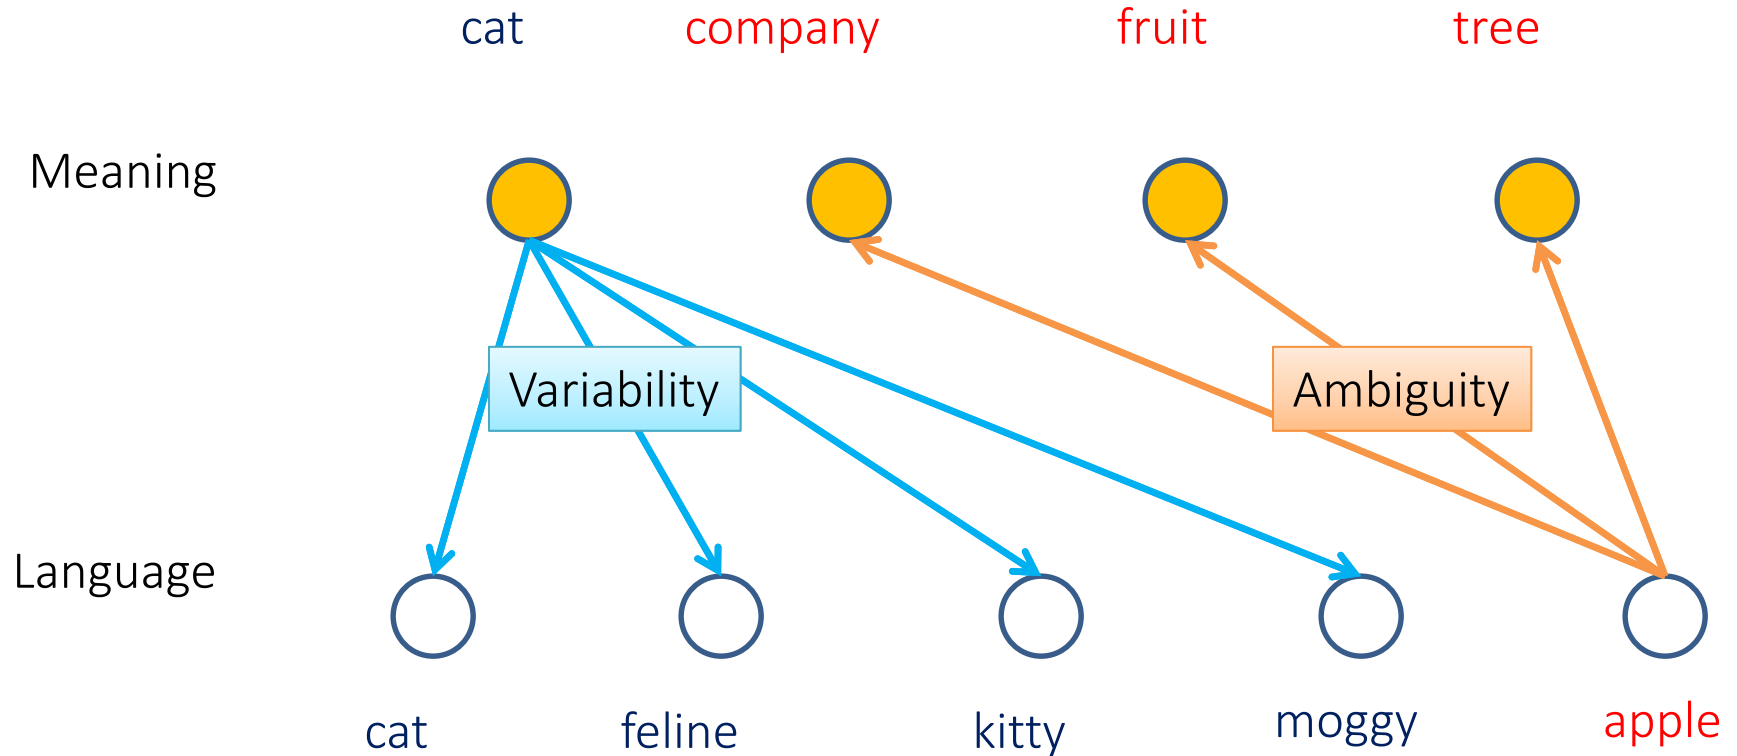 cat company fruit tree
Meaning
Variability Ambiguity
Language
cat feline kitty moggy apple